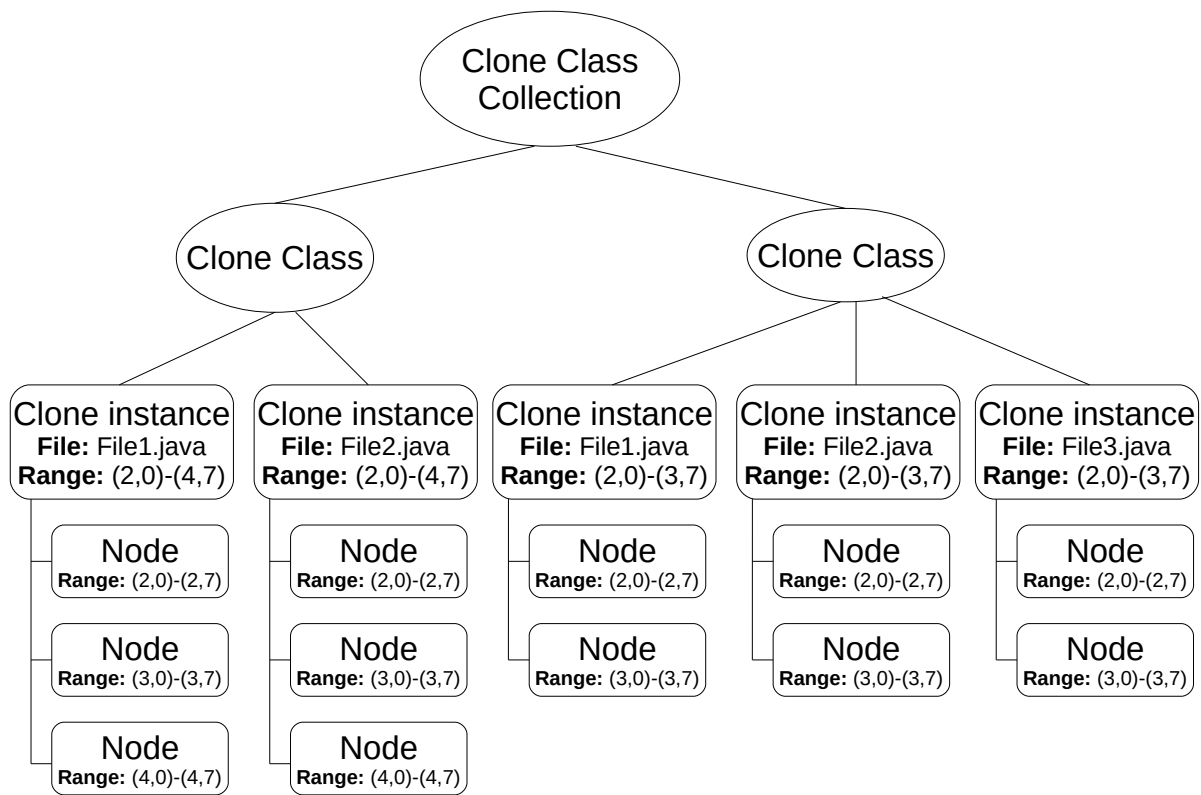 Clone Class
Collection
Clone Class
Clone Class
Clone instance
File: File1.java
Range: (2,0)-(4,7)
Clone instance
File: File2.java
Range: (2,0)-(4,7)
Clone instance
File: File1.java
Range: (2,0)-(3,7)
Clone instance
File: File2.java
Range: (2,0)-(3,7)
Clone instance
File: File3.java
Range: (2,0)-(3,7)
Node
Range: (2,0)-(2,7)
Node
Range: (2,0)-(2,7)
Node
Range: (2,0)-(2,7)
Node
Range: (2,0)-(2,7)
Node
Range: (2,0)-(2,7)
Node
Range: (3,0)-(3,7)
Node
Range: (3,0)-(3,7)
Node
Range: (3,0)-(3,7)
Node
Range: (3,0)-(3,7)
Node
Range: (3,0)-(3,7)
Node
Range: (4,0)-(4,7)
Node
Range: (4,0)-(4,7)